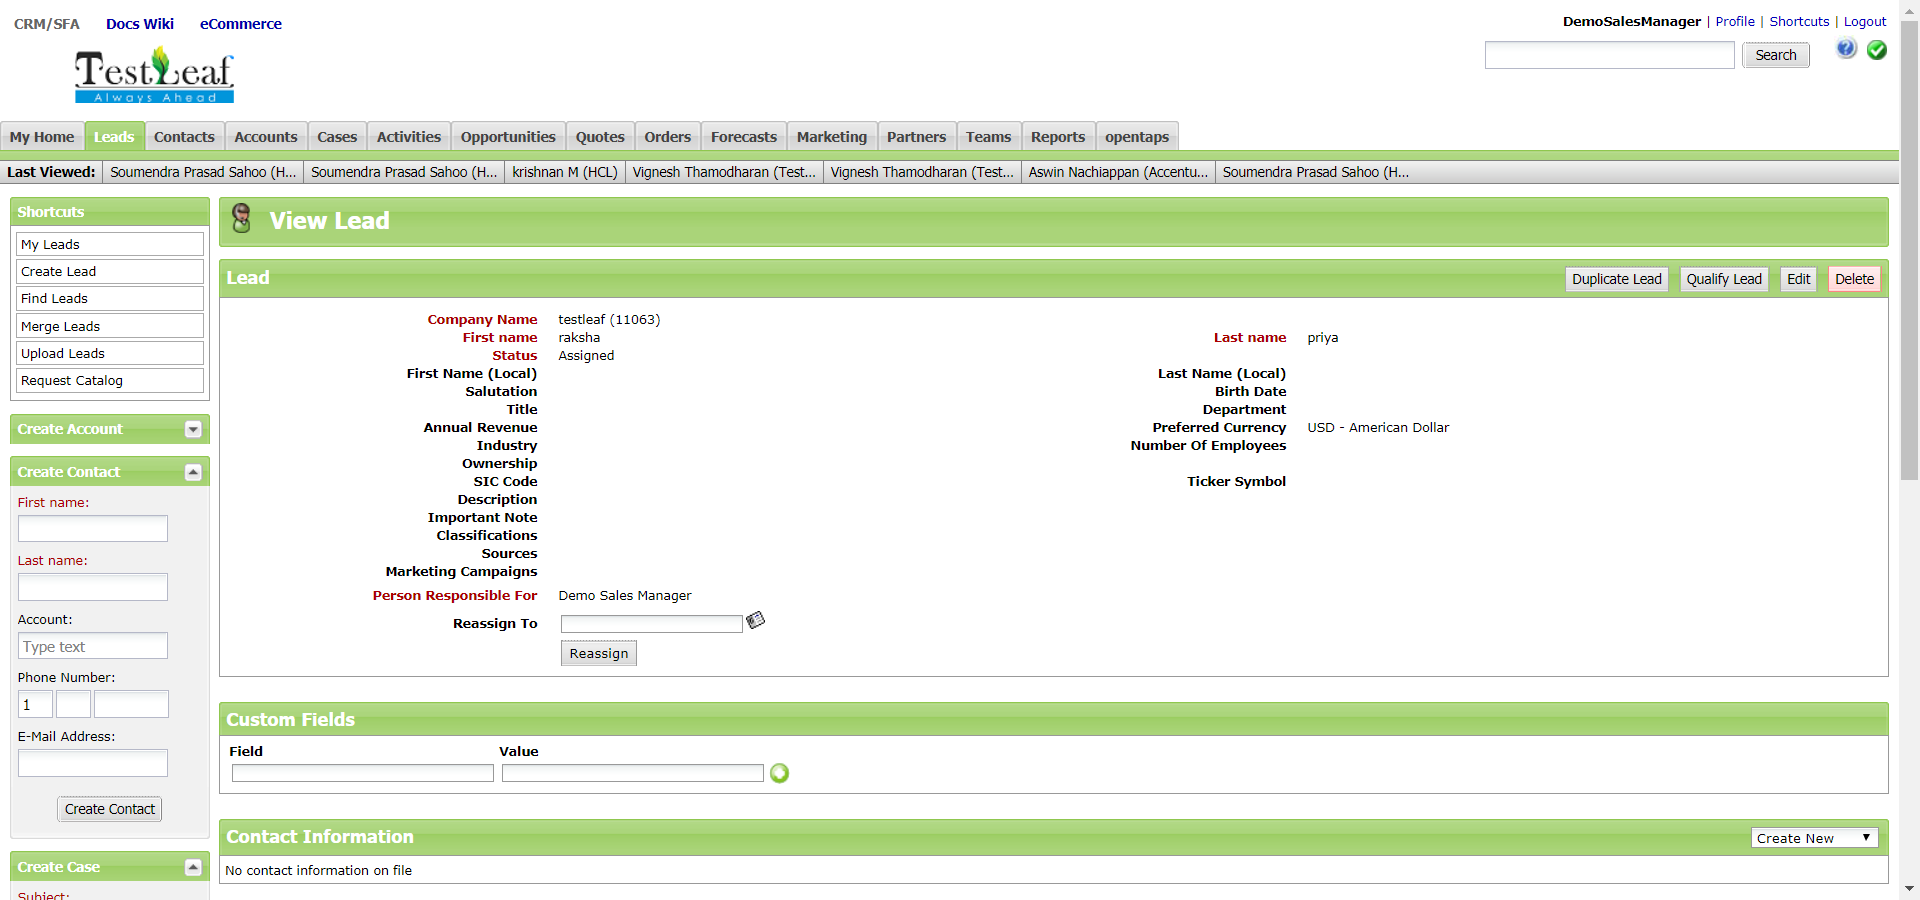 CRM/SFA Docs Wiki eCommerce
DemoSalesManager | Profile | Shortcuts | Logout
TestLeaf
Always Ahead
Search
My Home Leads Contacts Accounts Cases Activities Opportunities Quotes Orders Forecasts Marketing Partners Teams Reports opentaps
Last Viewed: Soumendra Prasad Sahoo (H... Soumendra Prasad Sahoo (H... krishnan M (HCL) Vignesh Thamodharan (Test... Vignesh Thamodharan (Test... Aswin Nachiappan (Accentu... Soumendra Prasad Sahoo (H...
Shortcuts
My Leads
Create Lead
Find Leads
Merge Leads
Upload Leads
Request Catalog
Create Account
Create Contact
First name:
Last name:
Account:
Type text
Phone Number:
1
E-Mail Address:
Create Contact
Create Case
Subject:
View Lead
Lead
Duplicate Lead Qualify Lead Edit Delete
Company Name testleaf (11063)
First name raksha Last name priya
Status Assigned
First Name (Local) Last Name (Local)
Salutation Birth Date
Title Department
Annual Revenue Preferred Currency USD - American Dollar
Industry Number Of Employees
Ownership
SIC Code Ticker Symbol
Description
Important Note
Classifications
Sources
Marketing Campaigns
Person Responsible For Demo Sales Manager
Reassign To
Reassign
Custom Fields
Field Value
Contact Information
Create New
No contact information on file